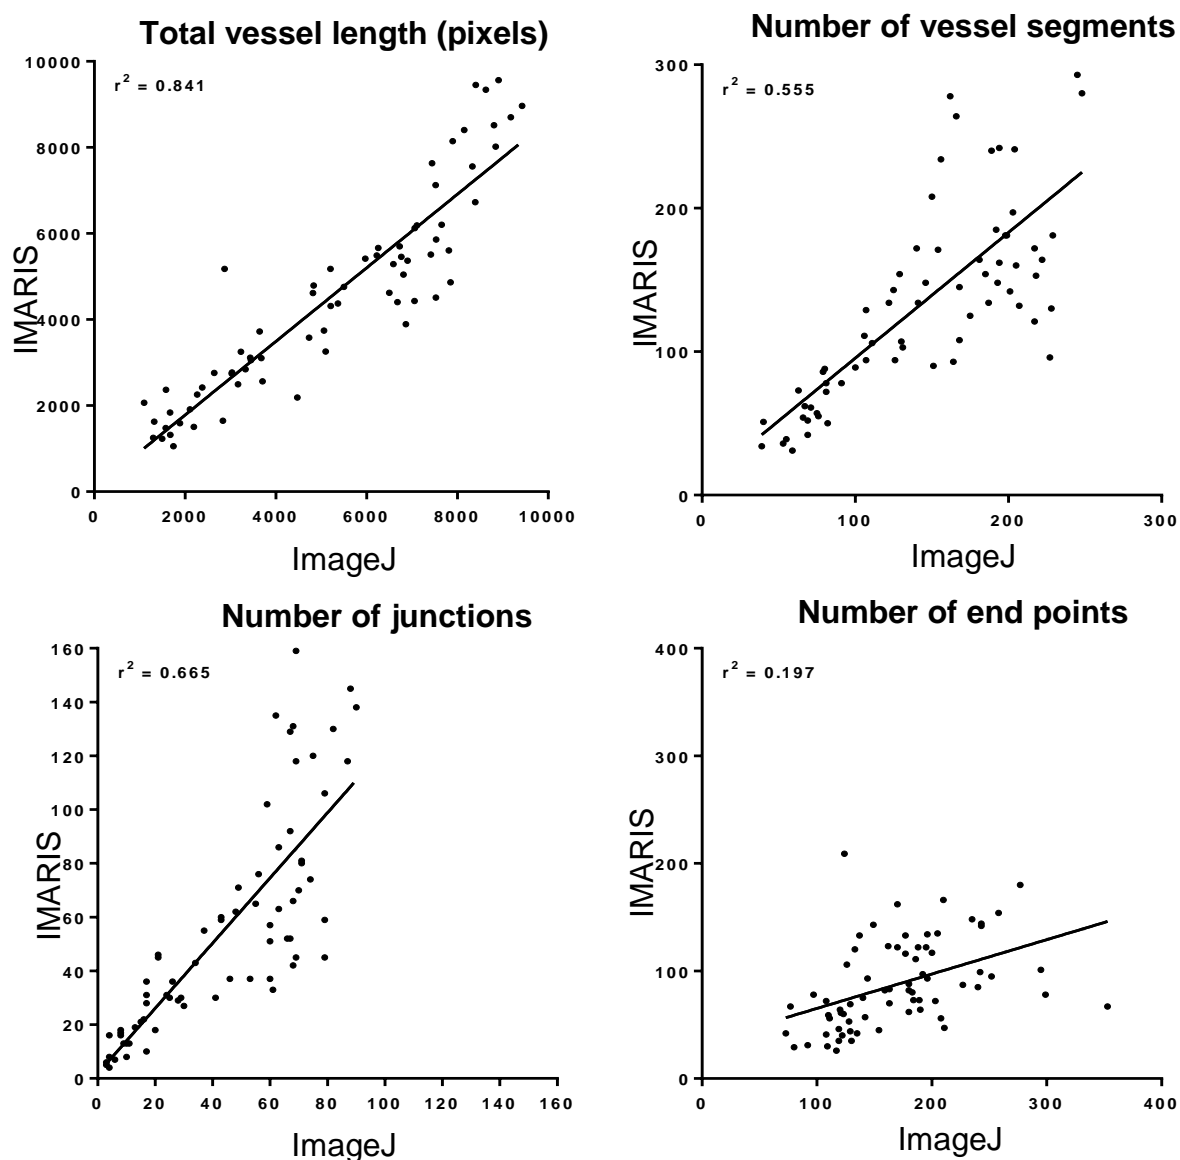 Total vessel length (pixels)
r² = 0.841
10000
8000
6000
4000
2000
0
IMARIS
0 2000 4000 6000 8000 10000
ImageJ
Number of vessel segments
r² = 0.555
300
200
100
0
IMARIS
0 100 200 300
ImageJ
Number of junctions
r² = 0.665
160
140
120
100
80
60
40
20
0
IMARIS
0 20 40 60 80 100 120 140 160
ImageJ
Number of end points
r² = 0.197
400
300
200
100
0
IMARIS
0 100 200 300 400
ImageJ